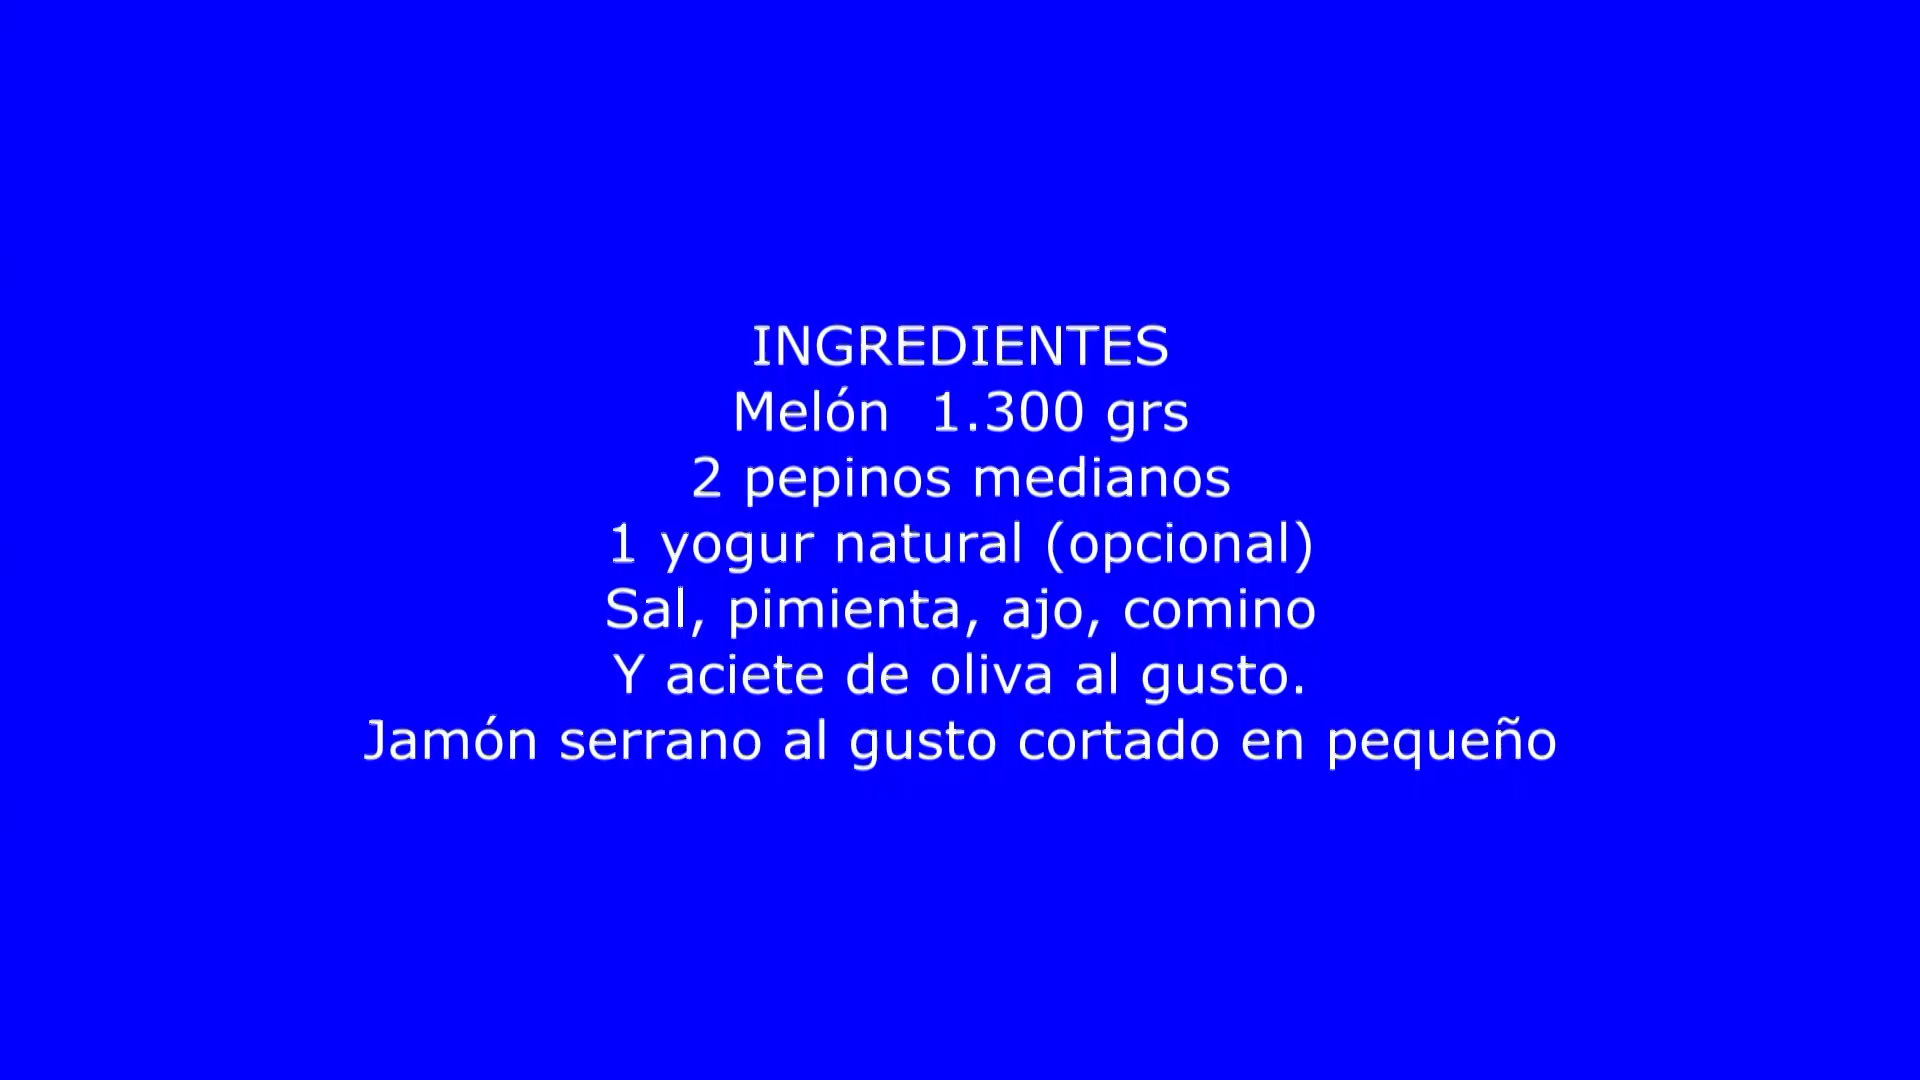 INGREDIENTES
Melón  1.300 grs
2 pepinos medianos
1 yogur natural (opcional)
Sal, pimienta, ajo, comino
Y aciete de oliva al gusto.
Jamón serrano al gusto cortado en pequeño